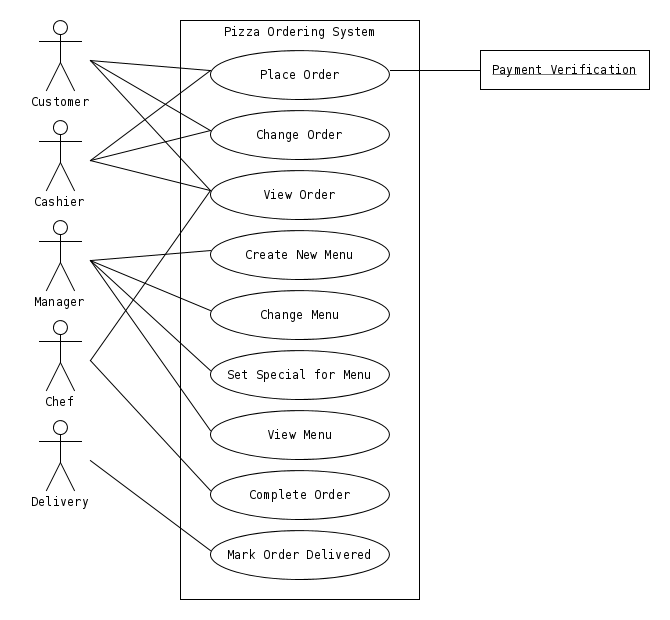 Pizza Ordering System
Place Order
Payment Verification
Customer
Change Order
Cashier
View Order
Create New Menu
Manager
Change Menu
Set Special for Menu
Chef
View Menu
Delivery
Complete Order
Mark Order Delivered